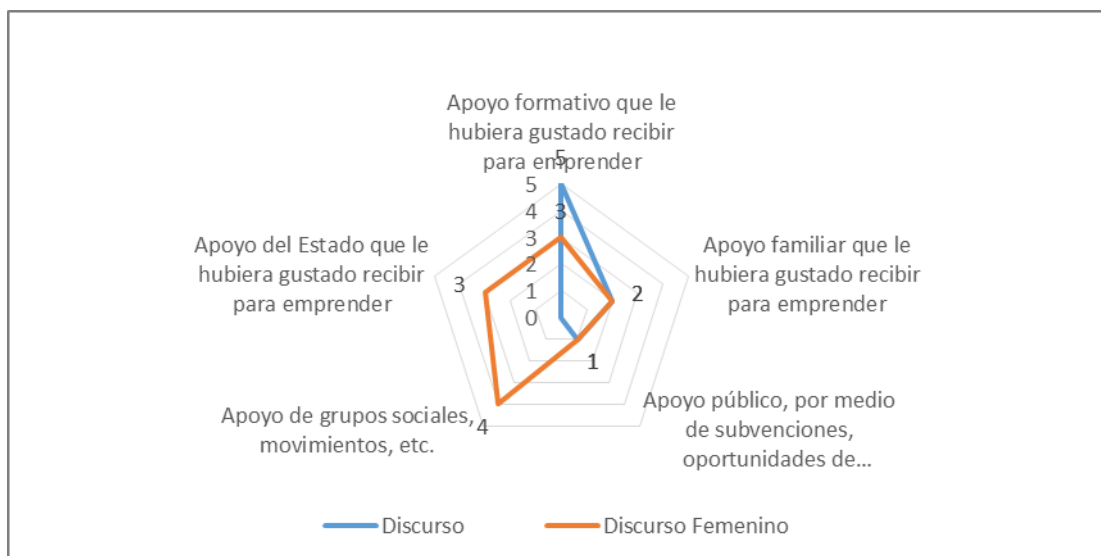 Apoyo formativo que le
hubiera gustado recibir
para emprender
5
5
4
3
3
2
1
0
Apoyo familiar que le
hubiera gustado recibir
para emprender
2
Apoyo público, por medio
de subvenciones,
oportunidades de...
1
Apoyo de grupos sociales,
movimientos, etc.
4
Apoyo del Estado que le
hubiera gustado recibir
para emprender
3
Discurso
Discurso Femenino